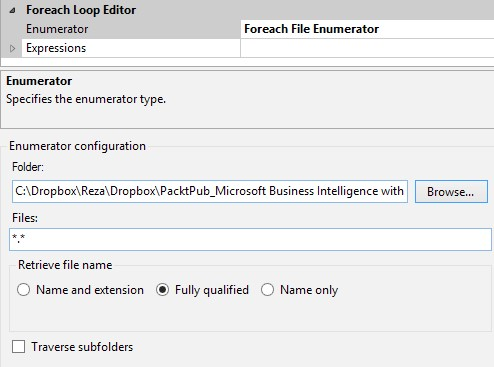 Foreach Loop Editor
Enumerator Foreach File Enumerator
Expressions
Enumerator
Specifies the enumerator type.
Enumerator configuration
Folder:
C:\Dropbox\Reza\Dropbox\PacktPub_Microsoft Business Intelligence with Browse...
Files:
*.*
Retrieve file name
Name and extension Fully qualified Name only
Traverse subfolders